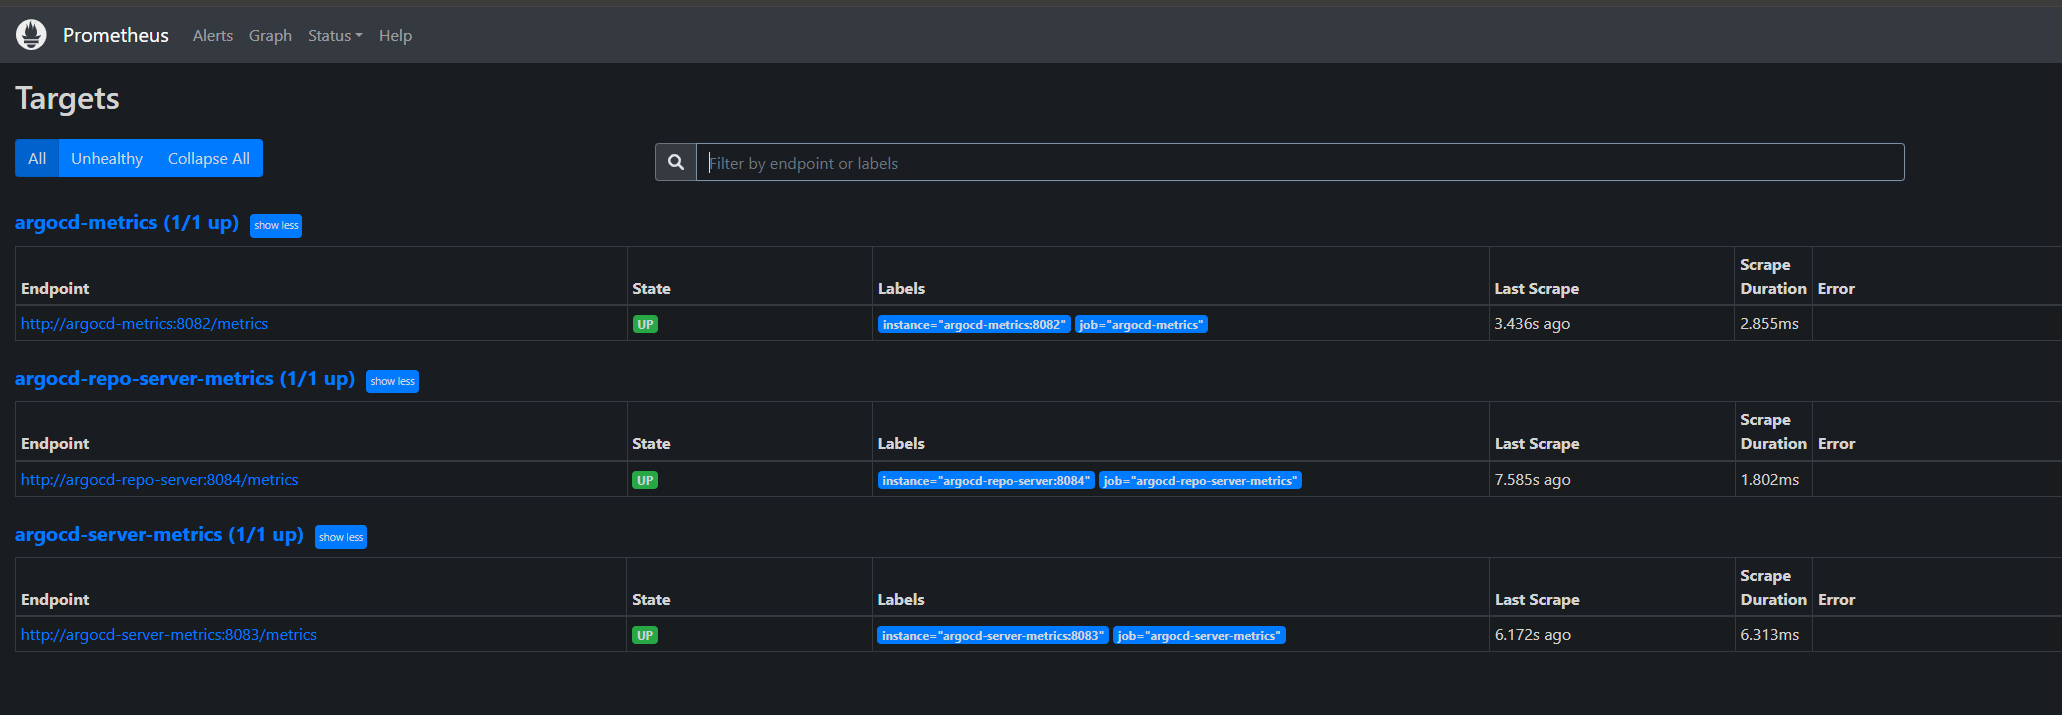 Prometheus Alerts Graph Status Help
Targets
All Unhealthy Collapse All Filter by endpoint or labels
argocd-metrics (1/1 up) show less
Endpoint State Labels Last Scrape Scrape Duration Error
http://argocd-metrics:8082/metrics UP instance="argocd-metrics:8082" job="argocd-metrics" 3.436s ago 2.855ms
argocd-repo-server-metrics (1/1 up) show less
Endpoint State Labels Last Scrape Scrape Duration Error
http://argocd-repo-server:8084/metrics UP instance="argocd-repo-server:8084" job="argocd-repo-server-metrics" 7.585s ago 1.802ms
argocd-server-metrics (1/1 up) show less
Endpoint State Labels Last Scrape Scrape Duration Error
http://argocd-server-metrics:8083/metrics UP instance="argocd-server-metrics:8083" job="argocd-server-metrics" 6.172s ago 6.313ms